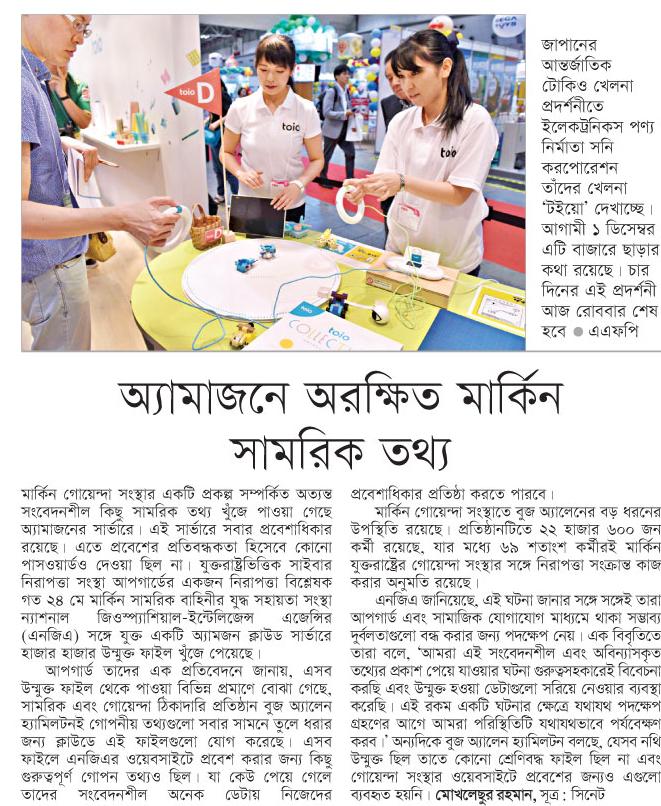 toio
D
toio
toio
toio
COLLECTI
জাপানের
আন্তর্জাতিক
টোকিও খেলনা
প্রদর্শনীতে
ইলেকট্রনিকস পণ্য
নির্মাতা সনি
করপোরেশন
তাঁদের খেলনা
‘টইয়ো’ দেখাচ্ছে।
আগামী ১ ডিসেম্বর
এটি বাজারে ছাড়ার
কথা রয়েছে। চার
দিনের এই প্রদর্শনী
আজ রোববার শেষ
হবে ● এএফপি
অ্যামাজনে অরক্ষিত মার্কিন
সামরিক তথ্য
মার্কিন গোয়েন্দা সংস্থার একটি প্রকল্প সম্পর্কিত অত্যন্ত
সংবেদনশীল কিছু সামরিক তথ্য খুঁজে পাওয়া গেছে
অ্যামাজনের সার্ভারে। এই সার্ভারে সবার প্রবেশাধিকার
রয়েছে। এতে প্রবেশের প্রতিবন্ধকতা হিসেবে কোনো
পাসওয়ার্ডও দেওয়া ছিল না। যুক্তরাষ্ট্রভিত্তিক সাইবার
নিরাপত্তা সংস্থা আপগার্ডের একজন নিরাপত্তা বিশ্লেষক
গত ২৪ মে মার্কিন সামরিক বাহিনীর যুদ্ধ সহায়তা সংস্থা
ন্যাশনাল জিওস্প্যাশিয়াল-ইন্টেলিজেন্স এজেন্সির
(এনজিএ) সঙ্গে যুক্ত একটি অ্যামজন ক্লাউড সার্ভারে
হাজার হাজার উন্মুক্ত ফাইল খুঁজে পেয়েছে।
আপগার্ড তাদের এক প্রতিবেদনে জানায়, এসব
উন্মুক্ত ফাইল থেকে পাওয়া বিভিন্ন প্রমাণে বোঝা গেছে,
সামরিক এবং গোয়েন্দা ঠিকাদারি প্রতিষ্ঠান বুজ অ্যালেন
হ্যামিলটনই গোপনীয় তথ্যগুলো সবার সামনে তুলে ধরার
জন্য ক্লাউডে এই ফাইলগুলো যোগ করেছে। এসব
ফাইলে এনজিএর ওয়েবসাইটে প্রবেশ করার জন্য কিছু
গুরুত্বপূর্ণ গোপন তথ্যও ছিল। যা কেউ পেয়ে গেলে
তাদের সংবেদনশীল অনেক ডেটায় নিজেদের
প্রবেশাধিকার প্রতিষ্ঠা করতে পারবে।
মার্কিন গোয়েন্দা সংস্থাতে বুজ অ্যালেনের বড় ধরনের
উপস্থিতি রয়েছে। প্রতিষ্ঠানটিতে ২২ হাজার ৬০০ জন
কর্মী রয়েছে, যার মধ্যে ৬৯ শতাংশ কর্মীরই মার্কিন
যুক্তরাষ্ট্রের গোয়েন্দা সংস্থার সঙ্গে নিরাপত্তা সংক্রান্ত কাজ
করার অনুমতি রয়েছে।
এনজিএ জানিয়েছে, এই ঘটনা জানার সঙ্গে সঙ্গেই তারা
আপগার্ড এবং সামাজিক যোগাযোগ মাধ্যমে থাকা সম্ভাব্য
দুর্বলতাগুলো বন্ধ করার জন্য পদক্ষেপ নেয়। এক বিবৃতিতে
তারা বলে, ‘আমরা এই সংবেদনশীল এবং অবিন্যাসকৃত
তথ্যের প্রকাশ পেয়ে যাওয়ার ঘটনা গুরুত্বসহকারেই বিবেচনা
করছি এবং উন্মুক্ত হওয়া ডেটাগুলো সরিয়ে নেওয়ার ব্যবস্থা
করেছি। এই রকম একটি ঘটনার ক্ষেত্রে যথাযথ পদক্ষেপ
গ্রহণের আগে আমরা পরিস্থিতিটি যথাযথভাবে পর্যবেক্ষণ
করব।’ অন্যদিকে বুজ অ্যালেন হ্যামিলটন বলছে, যেসব নথি
উন্মুক্ত ছিল তাতে কোনো শ্রেণিবদ্ধ ফাইল ছিল না এবং
গোয়েন্দা সংস্থার ওয়েবসাইটে প্রবেশের জন্যও এগুলো
ব্যবহৃত হয়নি। মোখলেছুর রহমান, সূত্র : সিনেট